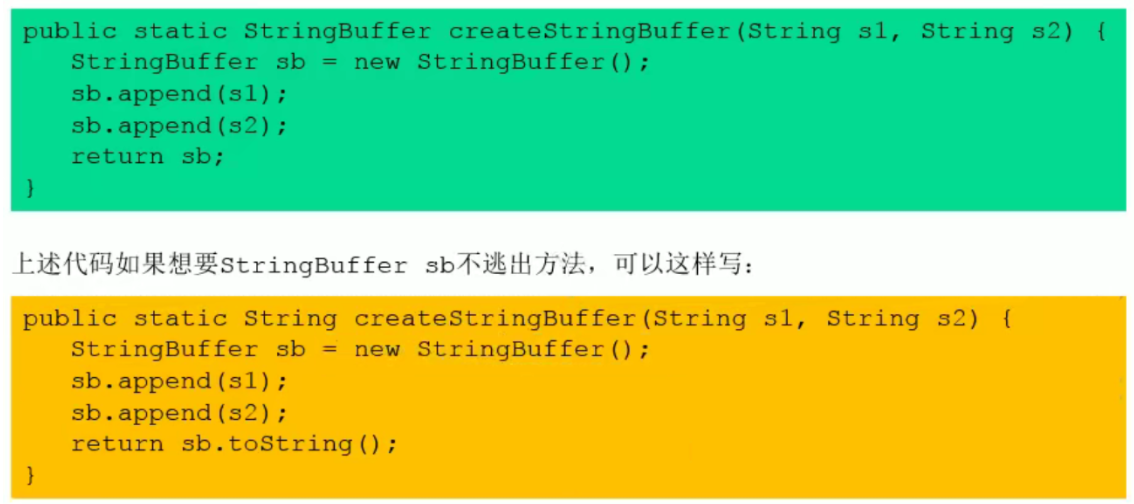 public static StringBuffer createStringBuffer(String s1, String s2) {
StringBuffer sb = new StringBuffer();
sb.append(s1);
sb.append(s2);
return sb;
}
上述代码如果想要StringBuffer sb不逃出方法，可以这样写：
public static String createStringBuffer(String s1, String s2) {
StringBuffer sb = new StringBuffer();
sb.append(s1);
sb.append(s2);
return sb.toString();
}